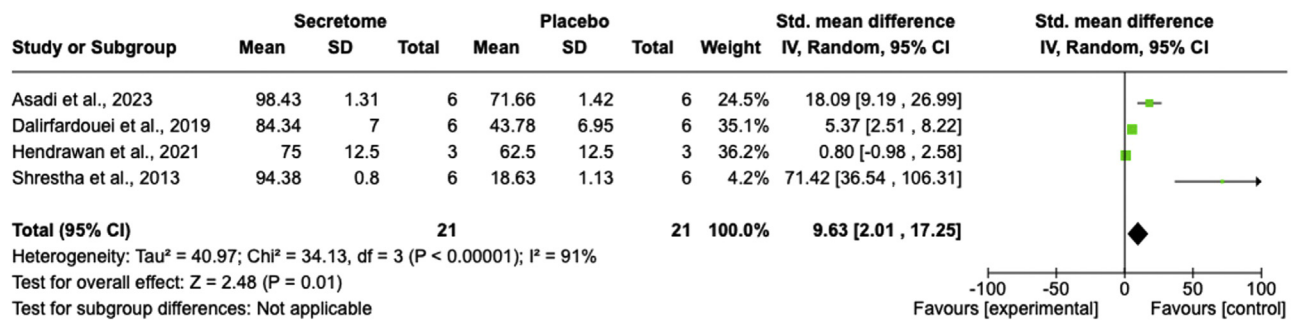 Secretome Placebo Std. mean difference Std. mean difference
Study or Subgroup Mean SD Total Mean SD Total Weight IV, Random, 95% CI IV, Random, 95% CI
Asadi et al., 2023 98.43 1.31 6 71.66 1.42 6 24.5% 18.09 [9.19 , 26.99]
Dalirfardouei et al., 2019 84.34 7 6 43.78 6.95 6 35.1% 5.37 [2.51 , 8.22]
Hendrawan et al., 2021 75 12.5 3 62.5 12.5 3 36.2% 0.80 [-0.98 , 2.58]
Shrestha et al., 2013 94.38 0.8 6 18.63 1.13 6 4.2% 71.42 [36.54 , 106.31]
Total (95% CI) 21 21 100.0% 9.63 [2.01 , 17.25]
Heterogeneity: Tau² = 40.97; Chi² = 34.13, df = 3 (P < 0.00001); I² = 91%
Test for overall effect: Z = 2.48 (P = 0.01)
Test for subgroup differences: Not applicable
-100 -50 0 50 100
Favours [experimental] Favours [control]